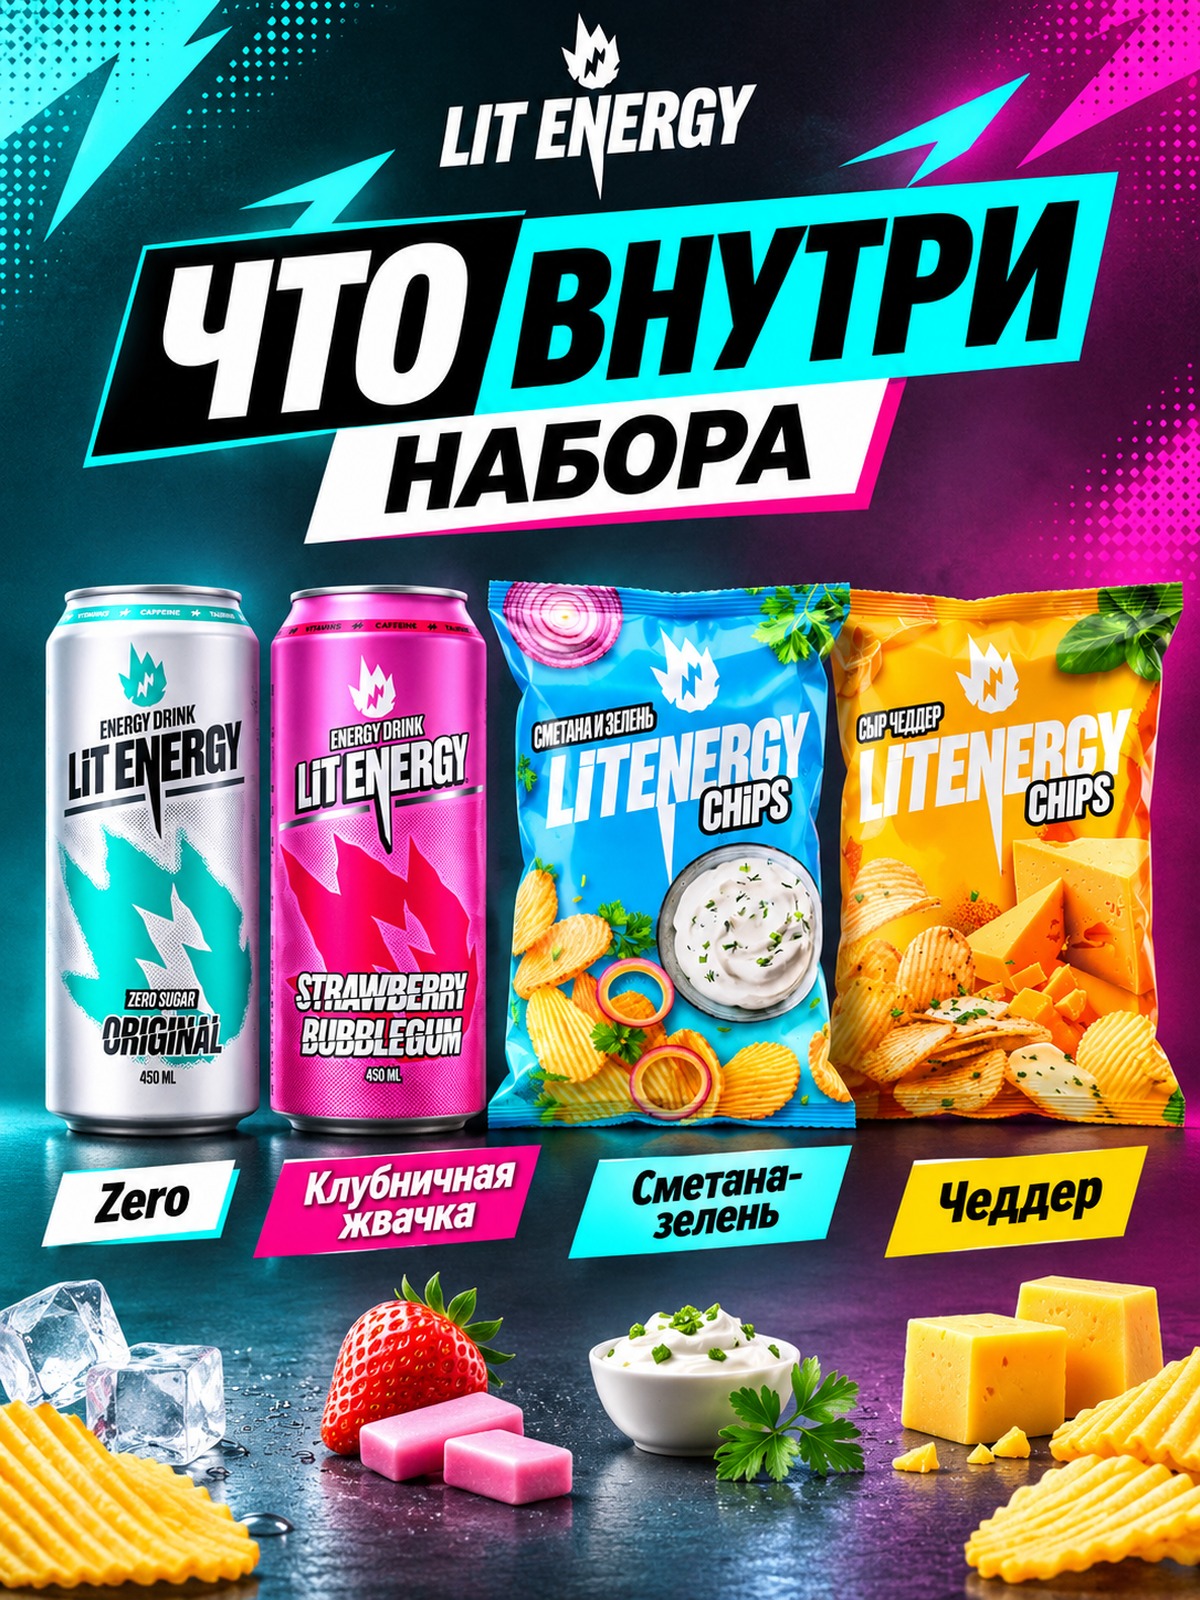 LIT ENERGY
ЧТО ВНУТРИ
НАБОРА
VITAMINS CAFFEINE
ENERGY DRINK
LiT ENERGY
ZERO SUGAR
ORIGINAL
450 ML
VITAMINS CAFFEINE
ENERGY DRINK
LiT ENERGY
STRAWBERRY
BUBBLEGUM
450 ML
СМЕТАНА И ЗЕЛЕНЬ
LiTENERGY
CHiPS
СЫР ЧЕДДЕР
LiTENERGY
CHIPS
Zero
Клубничная
жвачка
Сметана-
зелень
Чеддер